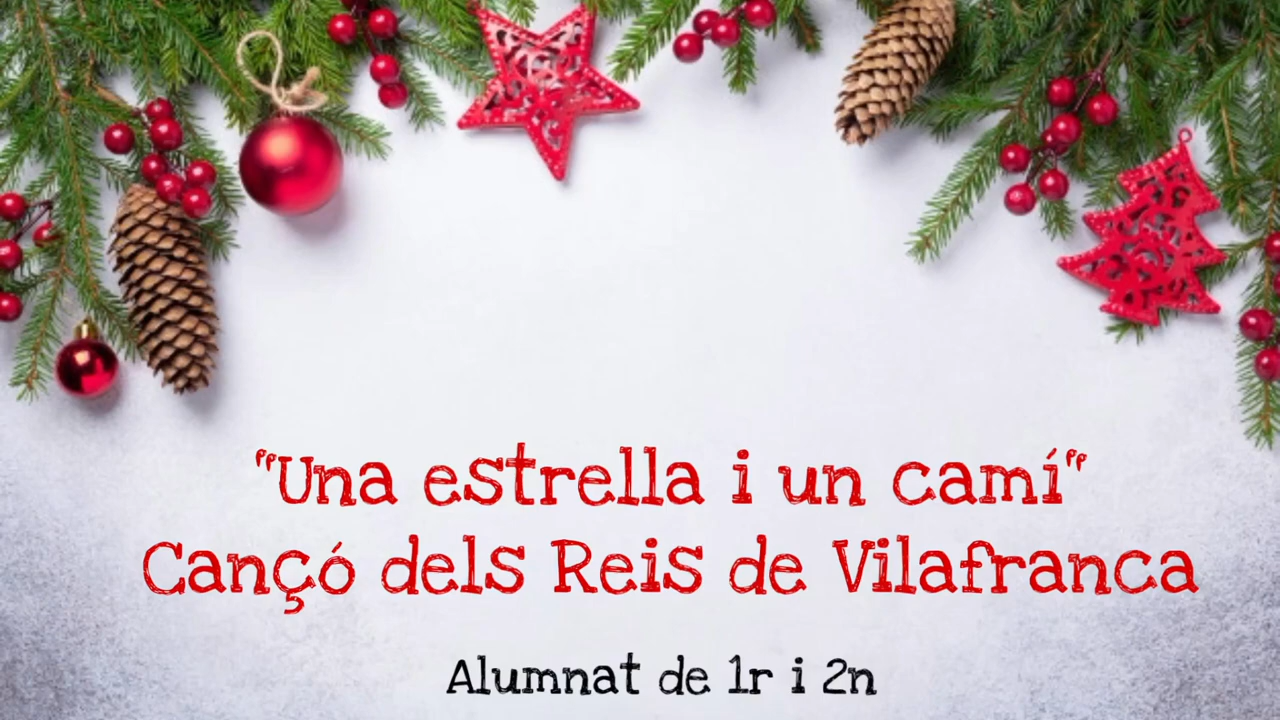 "Una estrella i un camí"
Cançó dels Reis de Vilafranca
Alumnat de 1r i 2n